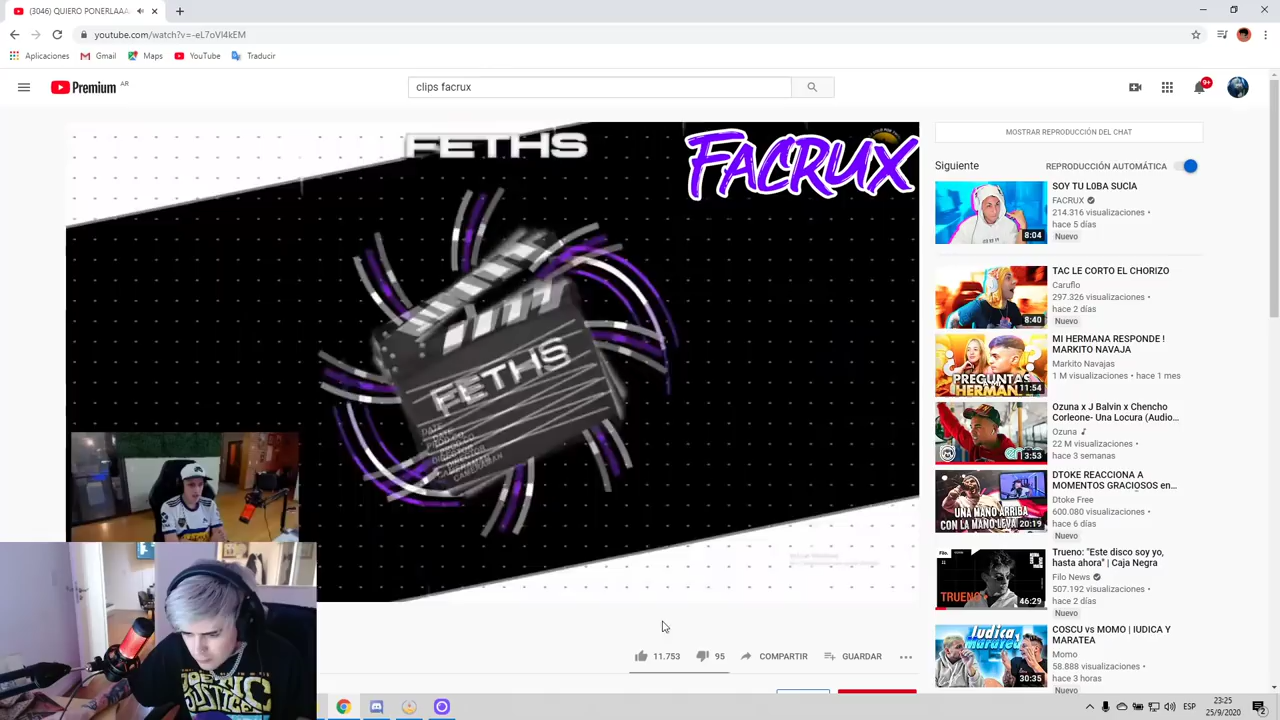 (3046) QUIERO PONERLAAA
youtube.com/watch?v=-eL7oVI4kEM
Aplicaciones
Gmail
Maps
YouTube
Traducir
Premium
AR
clips facrux
9+
FETHS
FACRUX
FETHS
MOSTRAR REPRODUCCIÓN DEL CHAT
Siguiente
REPRODUCCIÓN AUTOMÁTICA
SOY TU L0BA SUCIA
FACRUX
214.316 visualizaciones •
hace 5 días
Nuevo
8:04
TAC LE CORTO EL CHORIZO
Caruflo
297.326 visualizaciones •
hace 2 días
Nuevo
8:40
MI HERMANA RESPONDE !
MARKITO NAVAJA
Markito Navajas
1 M visualizaciones • hace 1 mes
PREGUNTAS
HERMANA
11:54
Ozuna x J Balvin x Chencho
Corleone- Una Locura (Audio...
Ozuna
22 M visualizaciones •
hace 3 semanas
3:53
DTOKE REACCIONA A
MOMENTOS GRACIOSOS en...
Dtoke Free
600.080 visualizaciones •
hace 6 días
Nuevo
UNA MANO ARRIBA
CON LA MANO LEVA
20:19
Trueno: "Este disco soy yo,
hasta ahora" | Caja Negra
Filo News
507.192 visualizaciones •
hace 2 días
Nuevo
Filo.
TRUENO
46:29
COSCU vs MOMO | IUDICA Y
MARATEA
Momo
58.888 visualizaciones •
hace 3 horas
Nuevo
Iudica
Maratea
30:35
11.753
95
COMPARTIR
GUARDAR
ESP
23:25
25/9/2020
2